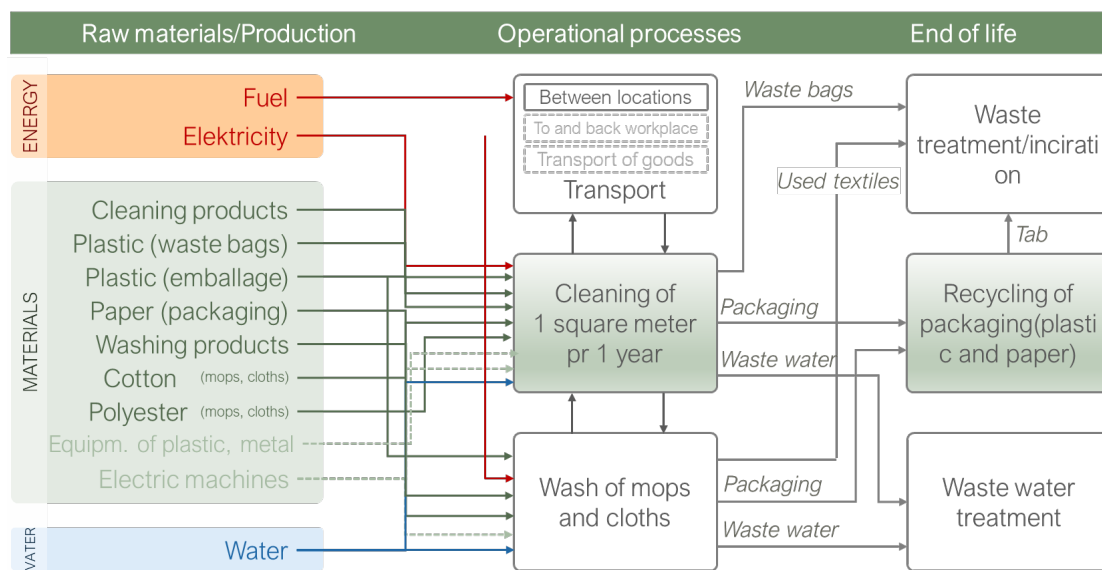 Raw materials/Production
Operational processes
End of life
ENERGY
Fuel
Elektricity
MATERIALS
Cleaning products
Plastic (waste bags)
Plastic (emballage)
Paper (packaging)
Washing products
Cotton (mops, cloths)
Polyester (mops, cloths)
Equipm. of plastic, metal
Electric machines
WATER
Water
Between locations
To and back workplace
Transport of goods
Transport
Cleaning of
1 square meter
pr 1 year
Wash of mops
and cloths
Waste bags
Used textiles
Packaging
Waste water
Packaging
Waste water
Waste
treatment/incirati
on
Tab
Recycling of
packaging(plasti
c and paper)
Waste water
treatment